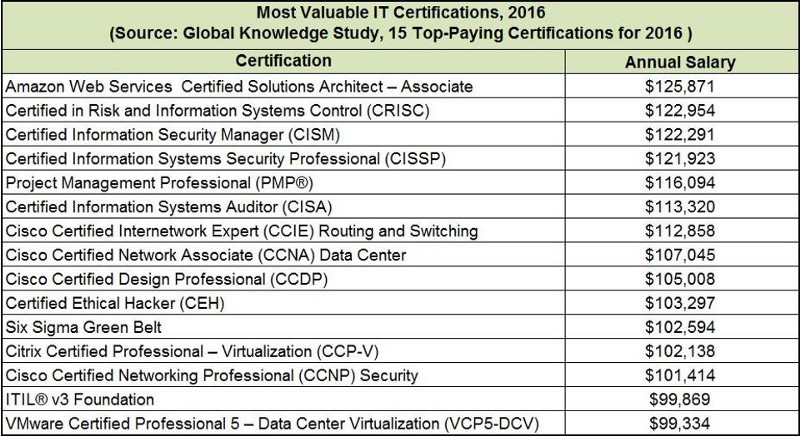 Most Valuable IT Certifications, 2016
(Source: Global Knowledge Study, 15 Top-Paying Certifications for 2016 )
Certification Annual Salary
Amazon Web Services Certified Solutions Architect – Associate $125,871
Certified in Risk and Information Systems Control (CRISC) $122,954
Certified Information Security Manager (CISM) $122,291
Certified Information Systems Security Professional (CISSP) $121,923
Project Management Professional (PMP®) $116,094
Certified Information Systems Auditor (CISA) $113,320
Cisco Certified Internetwork Expert (CCIE) Routing and Switching $112,858
Cisco Certified Network Associate (CCNA) Data Center $107,045
Cisco Certified Design Professional (CCDP) $105,008
Certified Ethical Hacker (CEH) $103,297
Six Sigma Green Belt $102,594
Citrix Certified Professional – Virtualization (CCP-V) $102,138
Cisco Certified Networking Professional (CCNP) Security $101,414
ITIL® v3 Foundation $99,869
VMware Certified Professional 5 – Data Center Virtualization (VCP5-DCV) $99,334